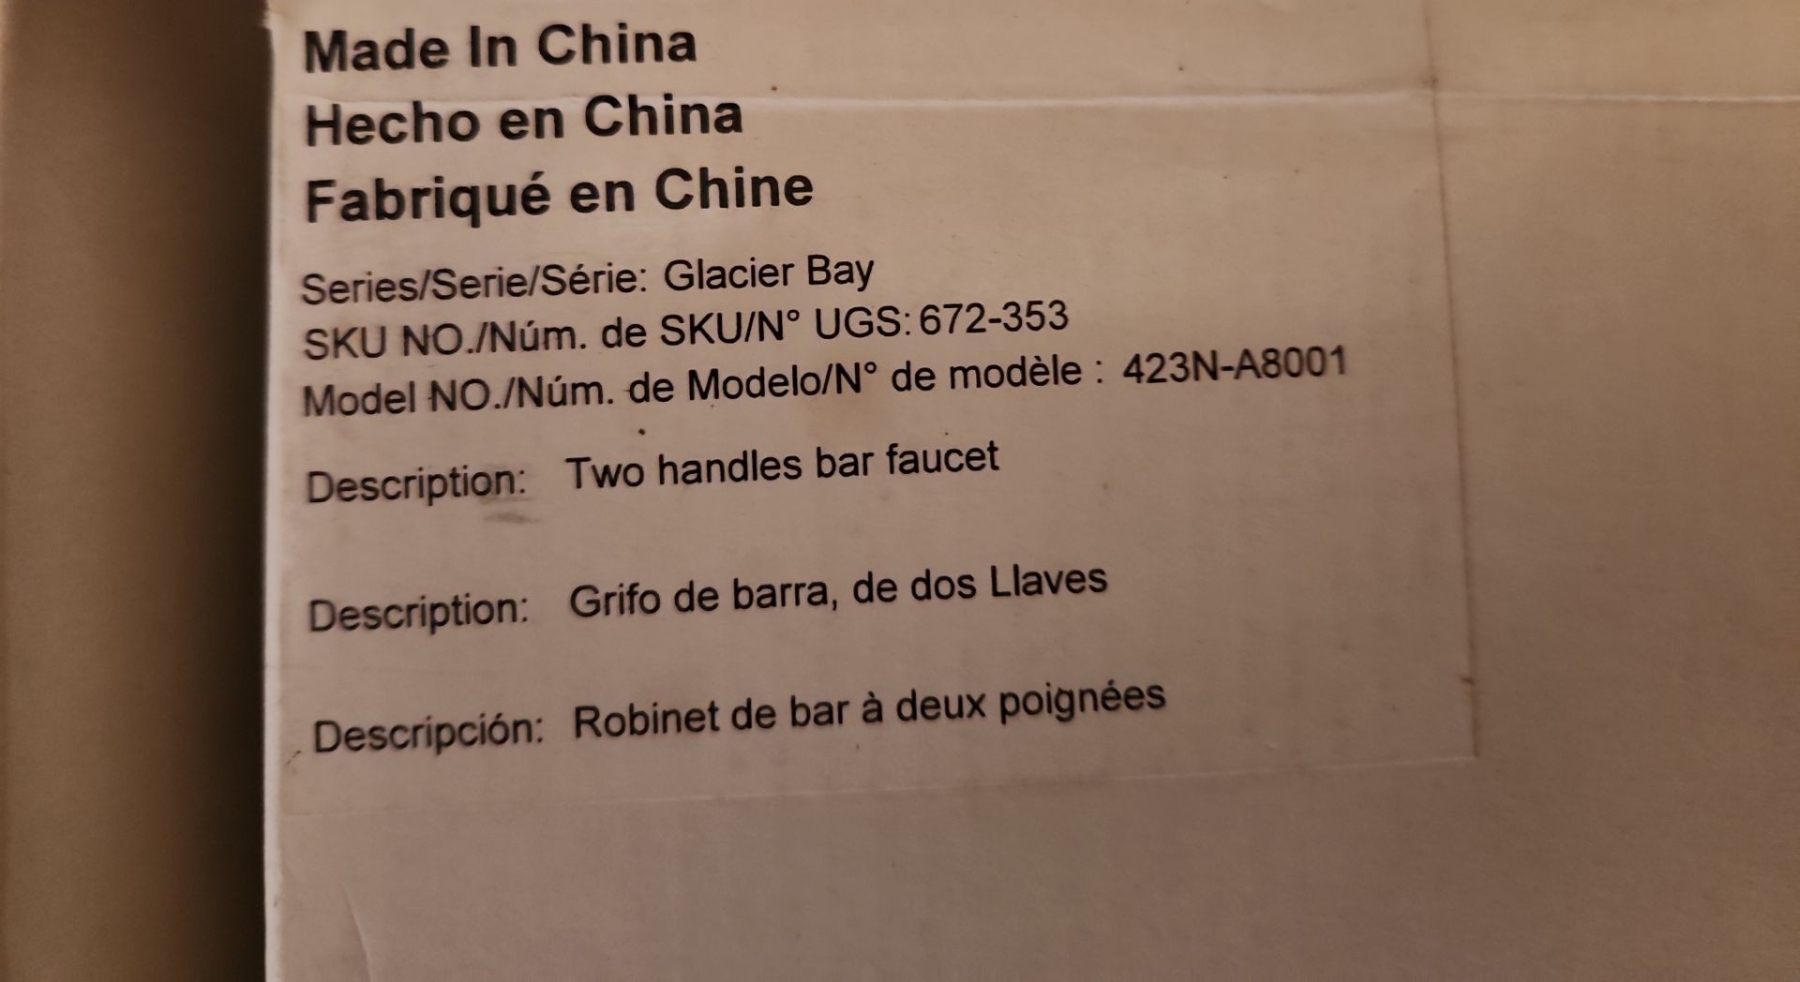 Made In China
Hecho en China
Fabriqué en Chine
Series/Serie/Série: Glacier Bay
SKU NO./Núm. de SKU/N° UGS: 672-353
Model NO./Núm. de Modelo/N° de modèle : 423N-A8001
Description: Two handles bar faucet
Description: Grifo de barra, de dos Llaves
Descripción: Robinet de bar à deux poignées